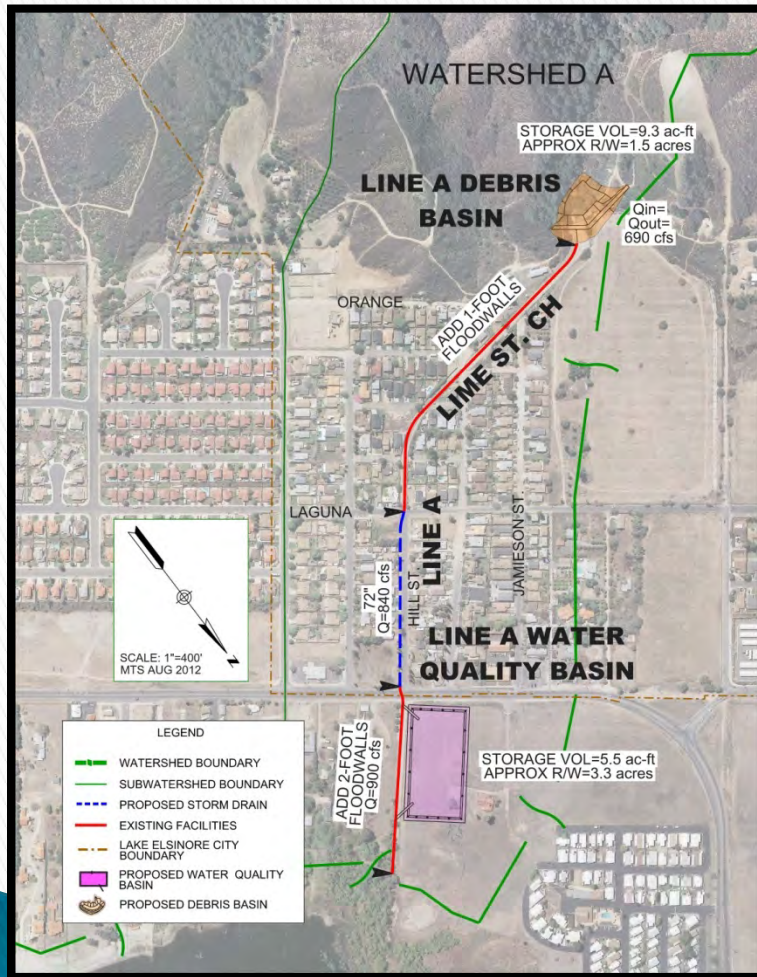 WATERSHED A
STORAGE VOL=9.3 ac-ft
APPROX R/W=1.5 acres
LINE A DEBRIS
BASIN
Qin=
Qout=
690 cfs
ORANGE
ADD 1-FOOT
FLOODWALLS
LIME ST. CH
LAGUNA
LINE A
HILL ST.
JAMIESON ST.
72"
Q=840 cfs
N
SCALE: 1"=400'
MTS AUG 2012
LINE A WATER
QUALITY BASIN
STORAGE VOL=5.5 ac-ft
APPROX R/W=3.3 acres
ADD 2-FOOT
FLOODWALLS
Q=900 cfs
LEGEND
WATERSHED BOUNDARY
SUBWATERSHED BOUNDARY
PROPOSED STORM DRAIN
EXISTING FACILITIES
LAKE ELSINORE CITY
BOUNDARY
PROPOSED WATER QUALITY
BASIN
PROPOSED DEBRIS BASIN